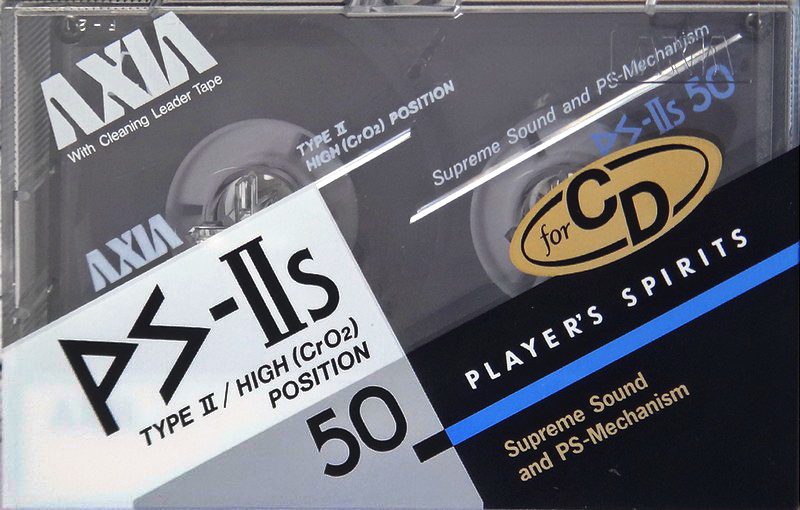 AXIA
With Cleaning Leader Tape
TYPE II
HIGH (CrO2) POSITION
Supreme Sound and PS-Mechanism
PS-IIs 50
for CD
AXIA
PS-IIs
TYPE II / HIGH (CrO2)
POSITION
50
PLAYER'S SPIRITS
Supreme Sound
and PS-Mechanism